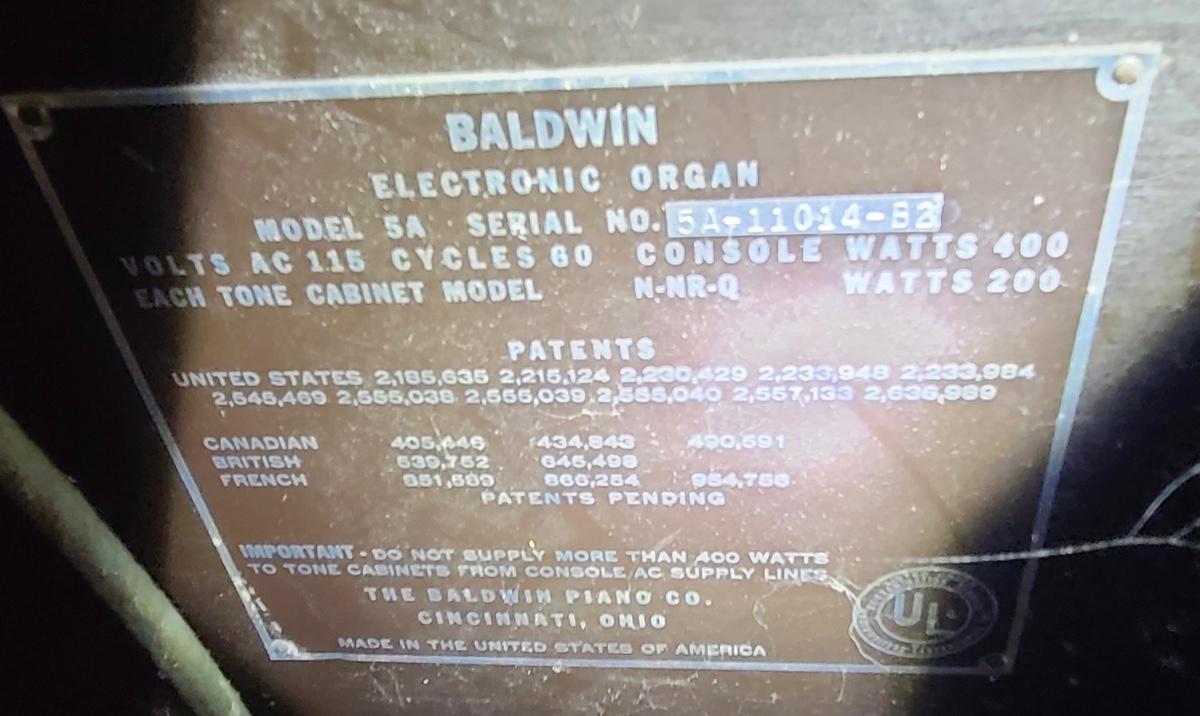 BALDWIN
ELECTRONIC ORGAN
MODEL 5A SERIAL NO. 5A-11014-B2
VOLTS AC 115 CYCLES 60 CONSOLE WATTS 400
EACH TONE CABINET MODEL N-NR-Q WATTS 200
PATENTS
UNITED STATES 2,185,635 2,215,124 2,230,429 2,233,948 2,233,984
2,545,469 2,555,038 2,555,039 2,555,040 2,557,133 2,636,989
CANADIAN 405,446 434,843 490,591
BRITISH 539,752 645,498
FRENCH 851,589 866,254 954,756
PATENTS PENDING
IMPORTANT - DO NOT SUPPLY MORE THAN 400 WATTS
TO TONE CABINETS FROM CONSOLE AC SUPPLY LINES
THE BALDWIN PIANO CO.
CINCINNATI, OHIO
UL
MADE IN THE UNITED STATES OF AMERICA